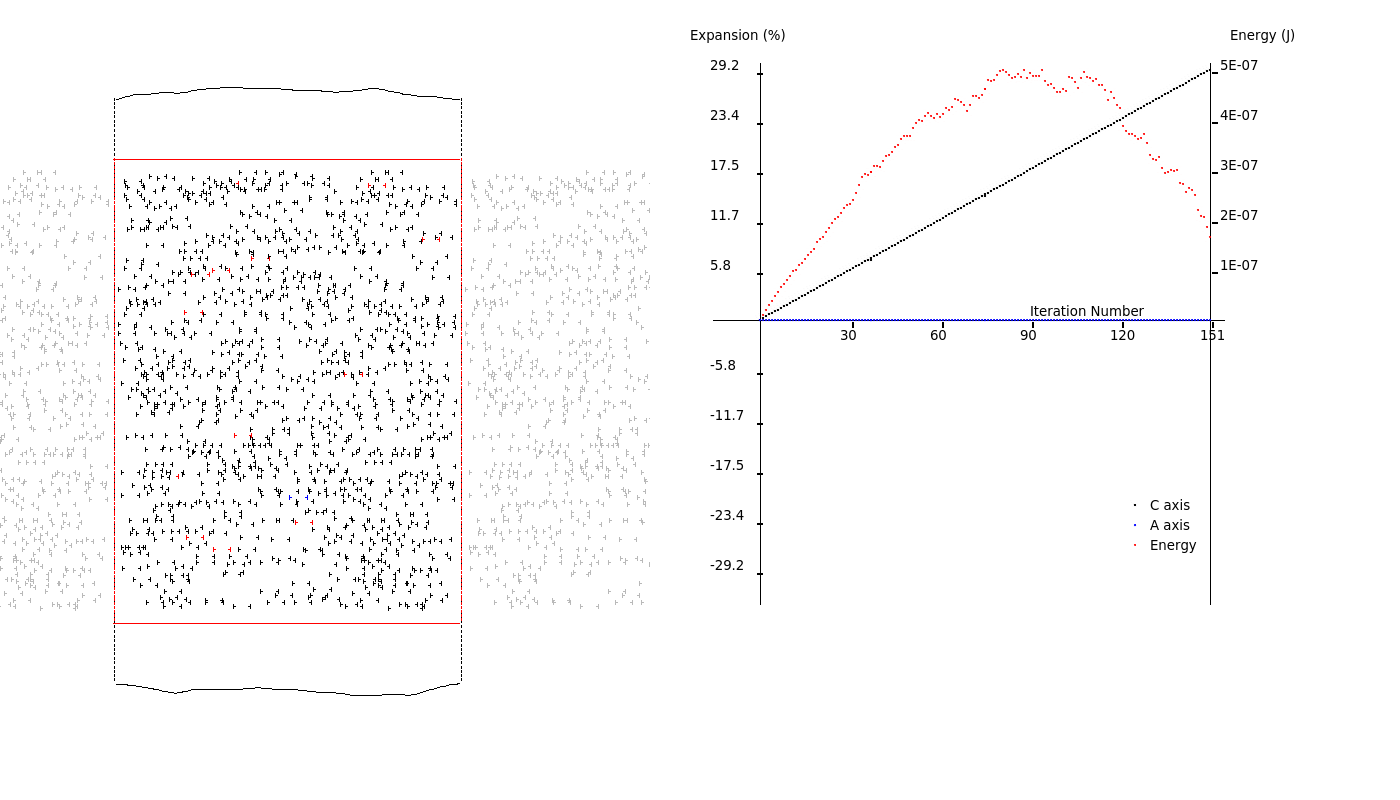 Expansion (%)
Energy (J)
29.2
5E-07
23.4
4E-07
17.5
3E-07
11.7
2E-07
5.8
1E-07
Iteration Number
30
60
90
120
151
-5.8
-11.7
-17.5
-23.4
-29.2
C axis
A axis
Energy